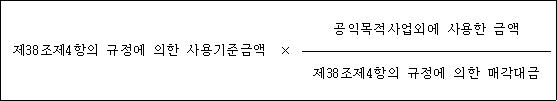 공익목적사업외에 사용한 금액
제38조제4항의 규정에 의한 사용기준금액 ×
제38조제4항의 규정에 의한 매각대금